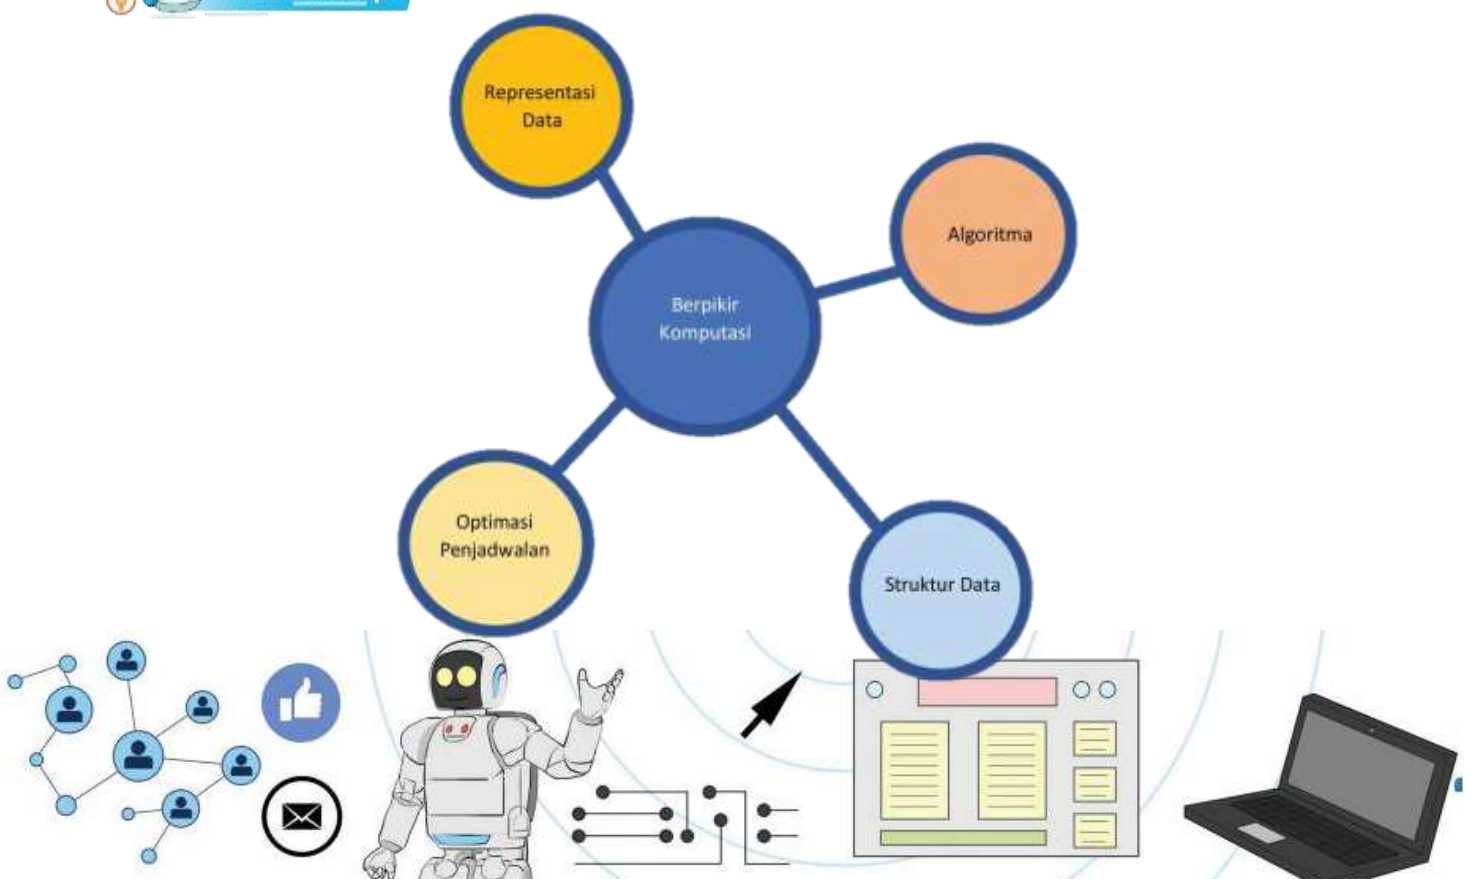 Representasi
Data
Algoritma
Berpikir
Komputasi
Optimasi
Penjadwalan
Struktur Data